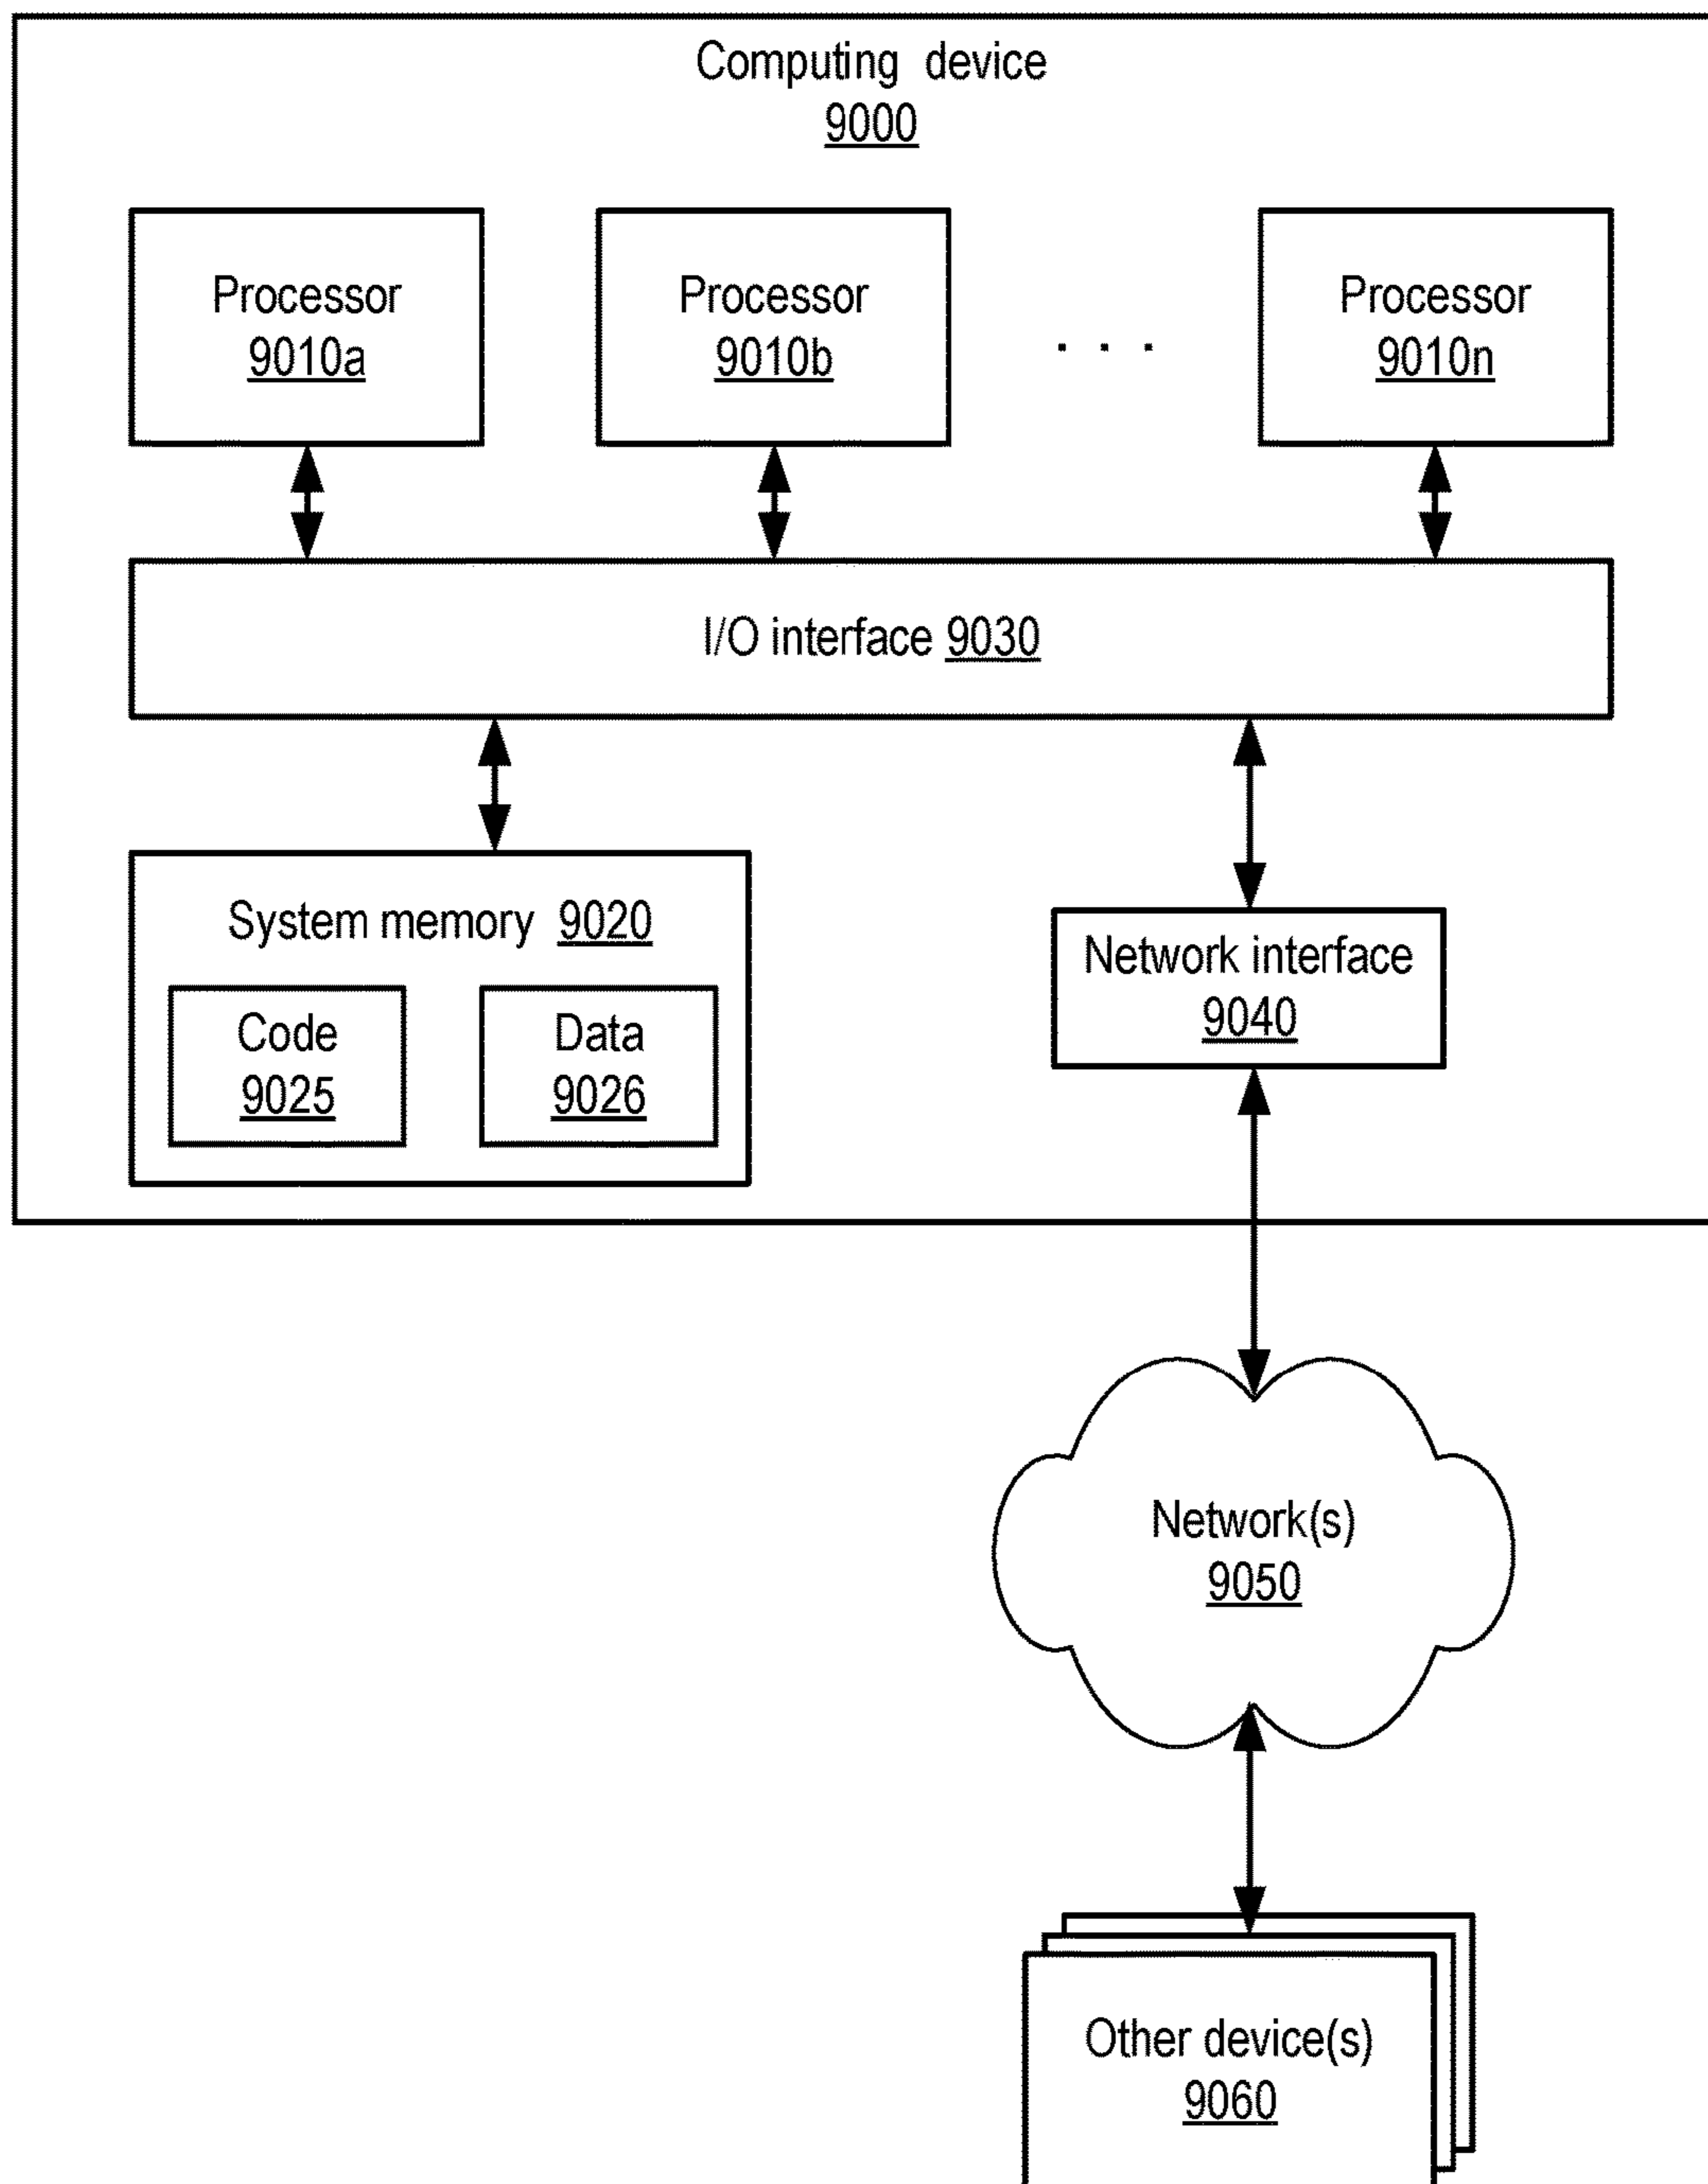 Computing device
9000
Processor
9010a
Processor
9010b
. . .
Processor
9010n
I/O interface 9030
System memory 9020
Code
9025
Data
9026
Network interface
9040
Network(s)
9050
Other device(s)
9060